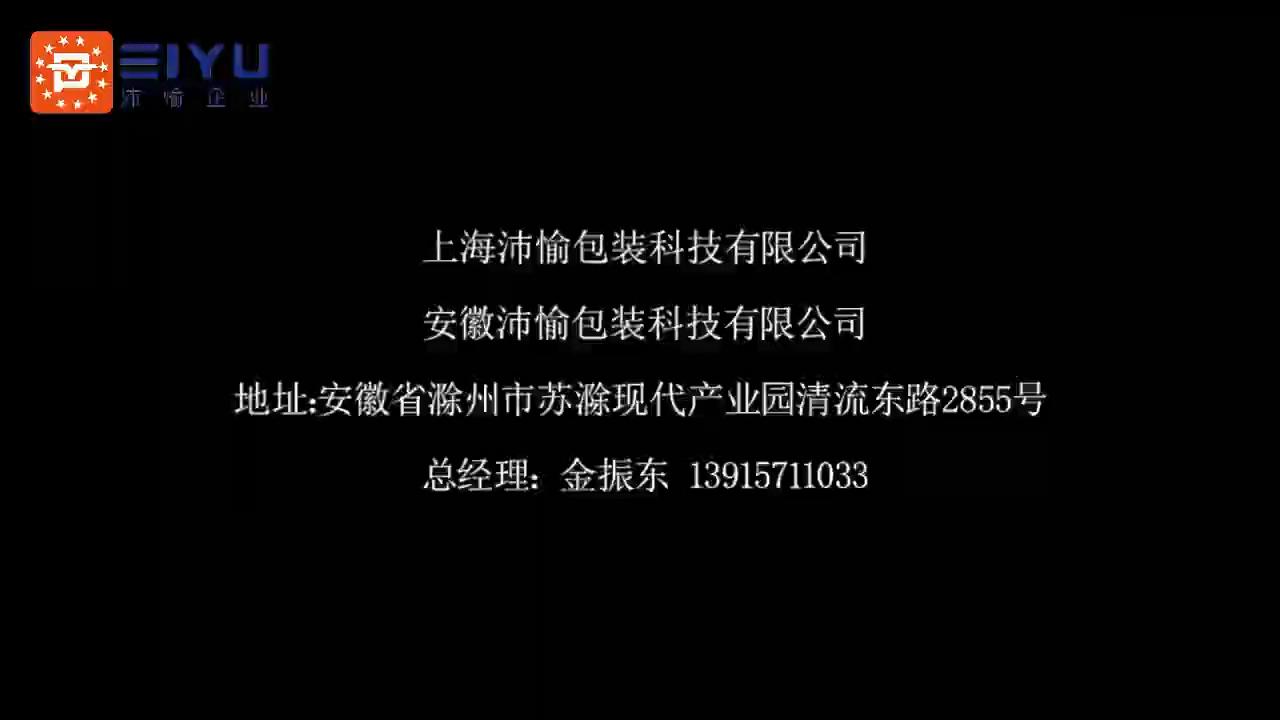 EIYU
沛愉企业
上海沛愉包装科技有限公司
安徽沛愉包装科技有限公司
地址:安徽省滁州市苏滁现代产业园清流东路2855号
总经理：金振东 13915711033